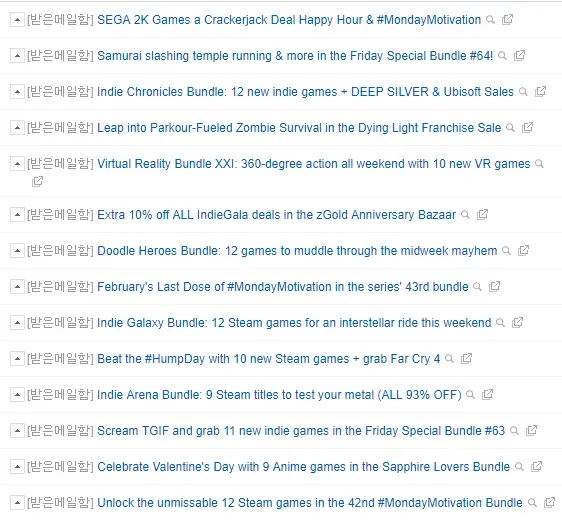 [받은메일함] SEGA 2K Games a Crackerjack Deal Happy Hour & #MondayMotivation
[받은메일함] Samurai slashing temple running & more in the Friday Special Bundle #64!
[받은메일함] Indie Chronicles Bundle: 12 new indie games + DEEP SILVER & Ubisoft Sales
[받은메일함] Leap into Parkour-Fueled Zombie Survival in the Dying Light Franchise Sale
[받은메일함] Virtual Reality Bundle XXI: 360-degree action all weekend with 10 new VR games
[받은메일함] Extra 10% off ALL IndieGala deals in the zGold Anniversary Bazaar
[받은메일함] Doodle Heroes Bundle: 12 games to muddle through the midweek mayhem
[받은메일함] February's Last Dose of #MondayMotivation in the series' 43rd bundle
[받은메일함] Indie Galaxy Bundle: 12 Steam games for an interstellar ride this weekend
[받은메일함] Beat the #HumpDay with 10 new Steam games + grab Far Cry 4
[받은메일함] Indie Arena Bundle: 9 Steam titles to test your metal (ALL 93% OFF)
[받은메일함] Scream TGIF and grab 11 new indie games in the Friday Special Bundle #63
[받은메일함] Celebrate Valentine's Day with 9 Anime games in the Sapphire Lovers Bundle
[받은메일함] Unlock the unmissable 12 Steam games in the 42nd #MondayMotivation Bundle